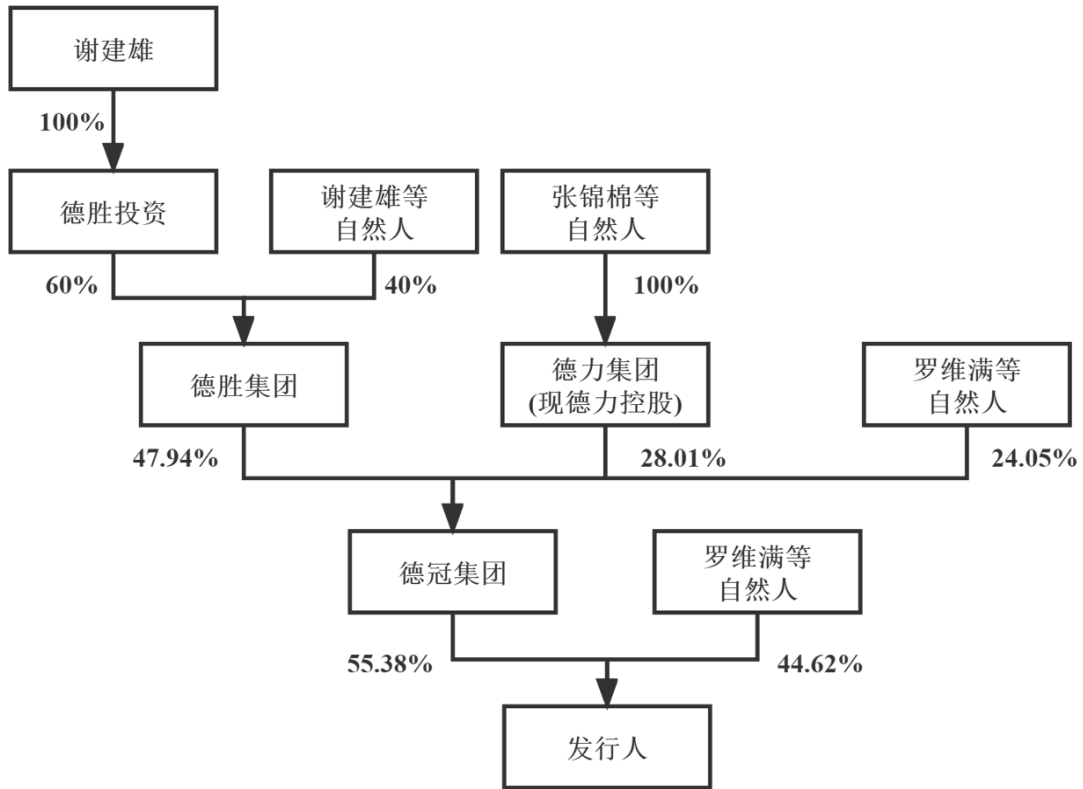 谢建雄
100%
德胜投资
谢建雄等
自然人
张锦棉等
自然人
60%
40%
100%
德胜集团
德力集团
(现德力控股)
罗维满等
自然人
47.94%
28.01%
24.05%
德冠集团
罗维满等
自然人
55.38%
44.62%
发行人